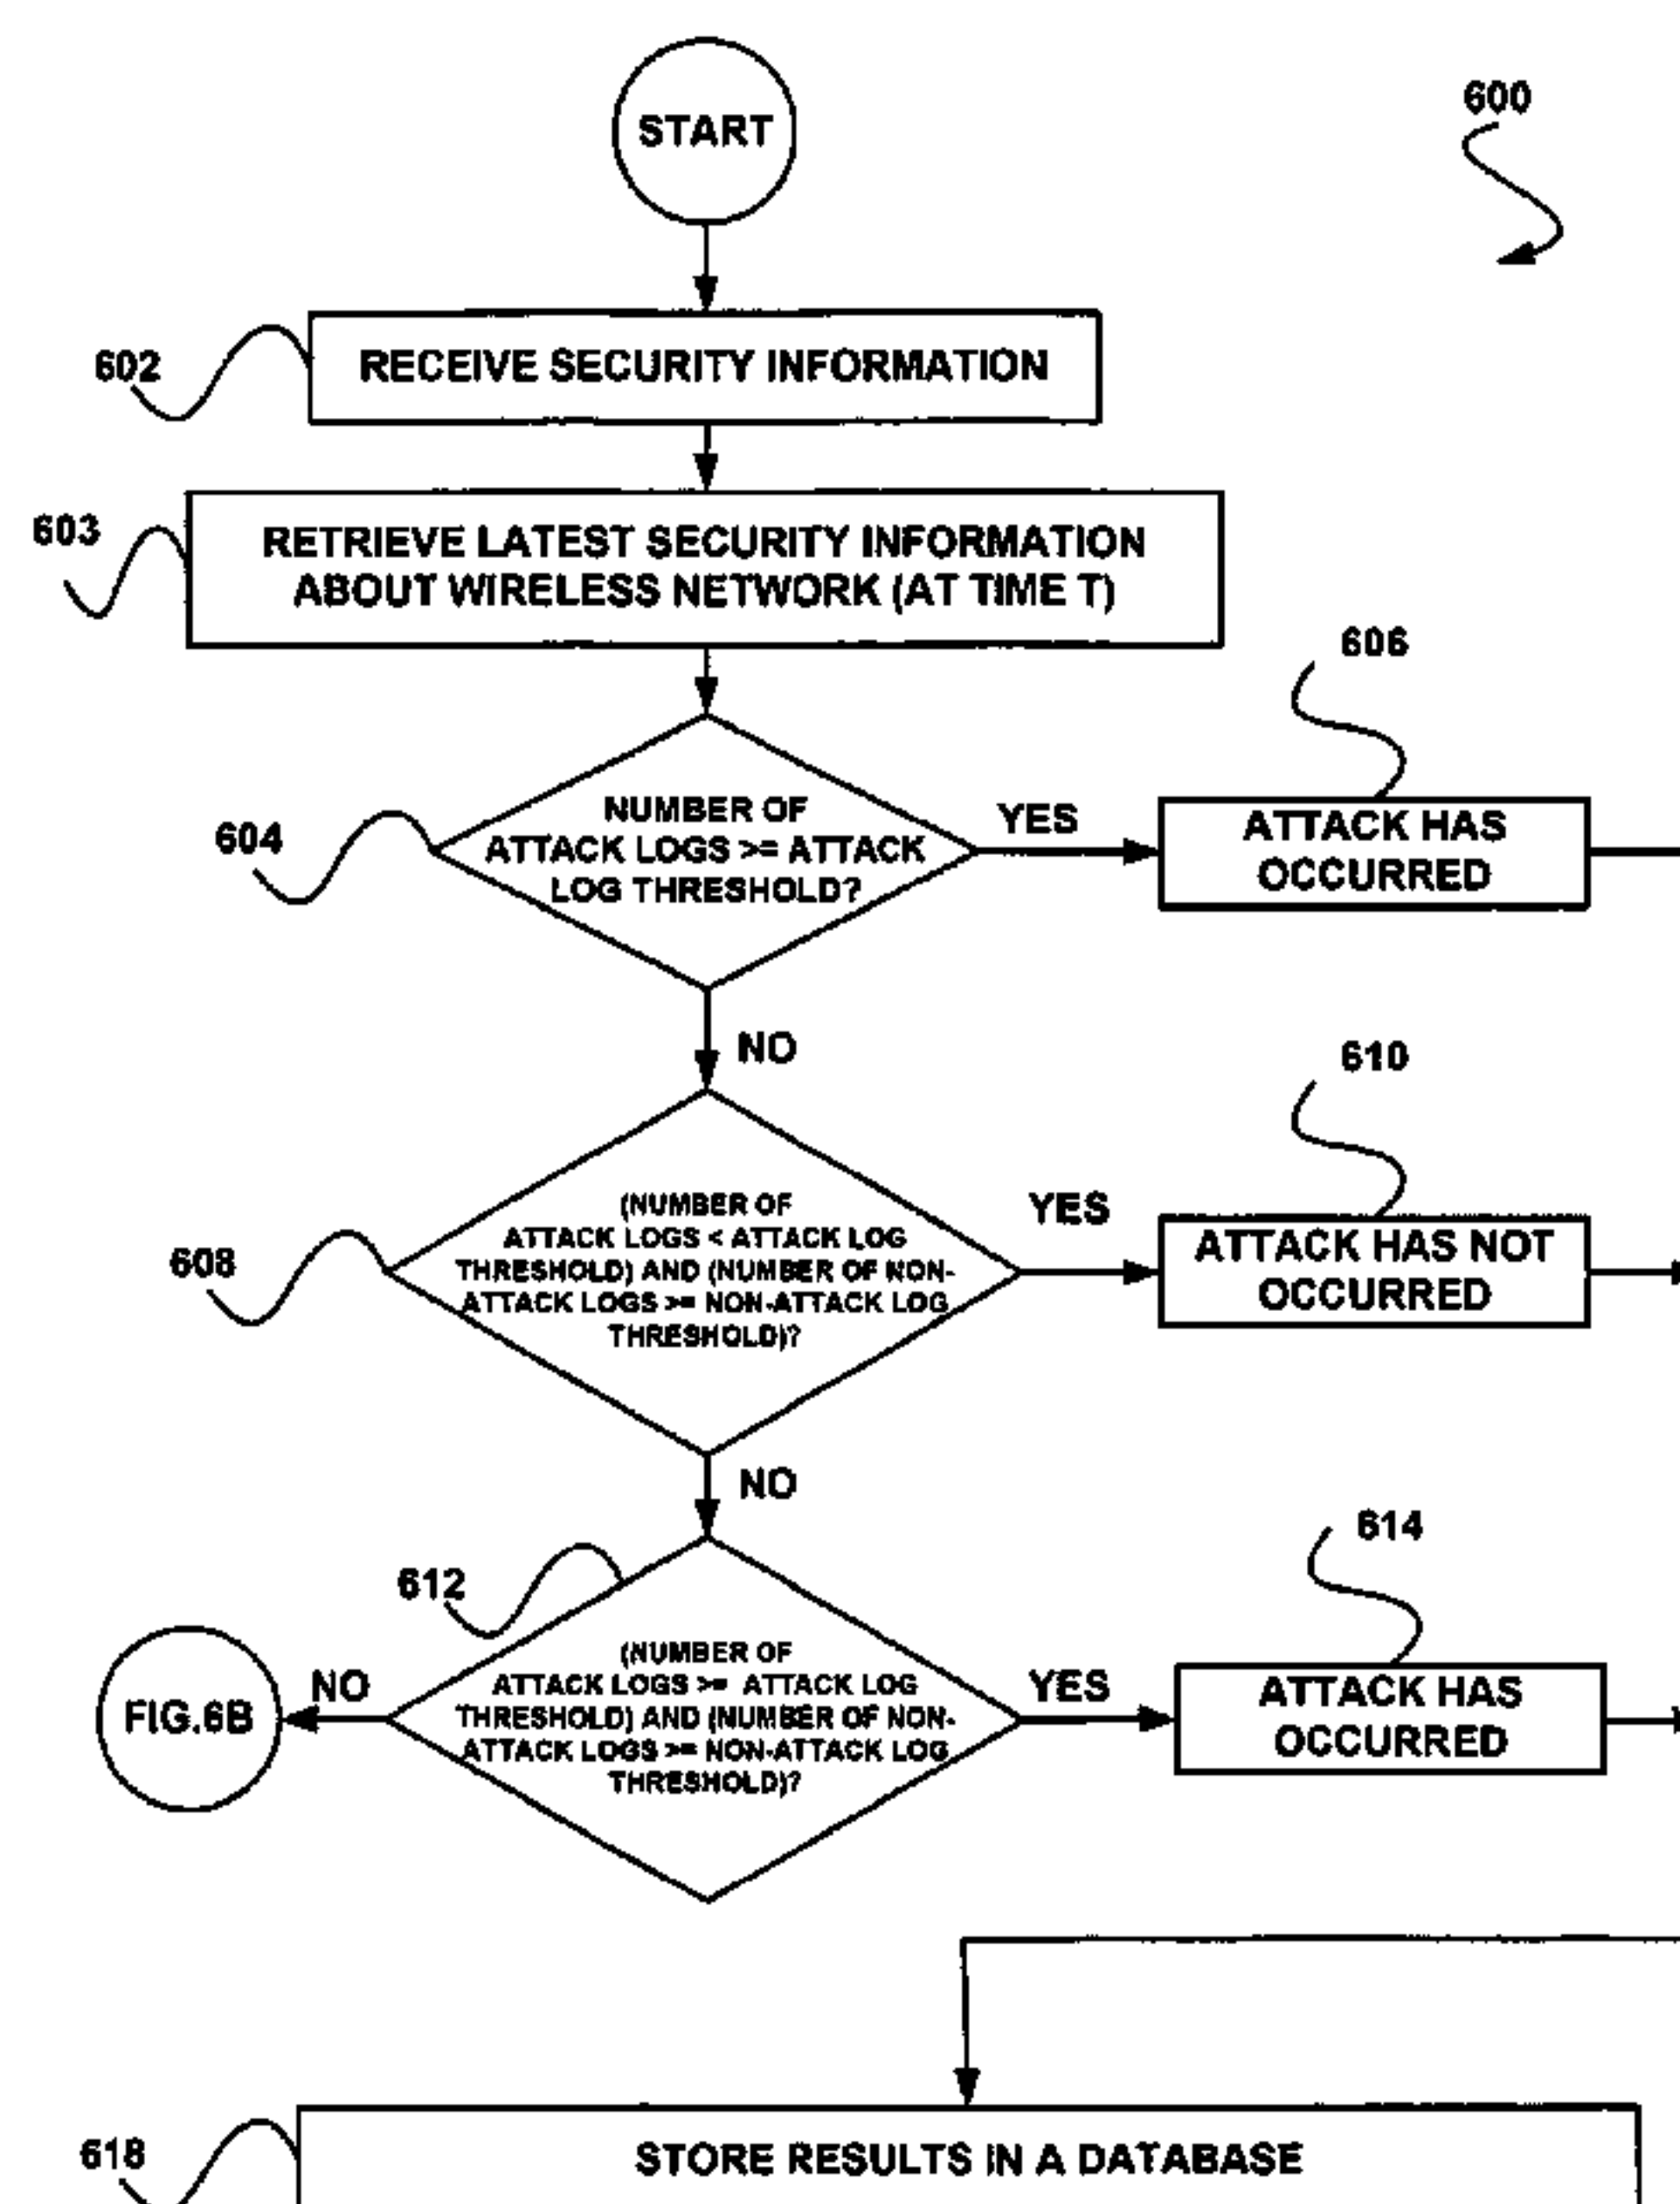 START
600
602
RECEIVE SECURITY INFORMATION
603
RETRIEVE LATEST SECURITY INFORMATION
ABOUT WIRELESS NETWORK (AT TIME T)
606
604
NUMBER OF
ATTACK LOGS >= ATTACK
LOG THRESHOLD?
YES
ATTACK HAS
OCCURRED
NO
610
608
(NUMBER OF
ATTACK LOGS < ATTACK LOG
THRESHOLD) AND (NUMBER OF NON-
ATTACK LOGS >= NON-ATTACK LOG
THRESHOLD)?
YES
ATTACK HAS NOT
OCCURRED
NO
614
612
(NUMBER OF
ATTACK LOGS >= ATTACK LOG
THRESHOLD) AND (NUMBER OF NON-
ATTACK LOGS >= NON-ATTACK LOG
THRESHOLD)?
NO
FIG.6B
YES
ATTACK HAS
OCCURRED
618
STORE RESULTS IN A DATABASE